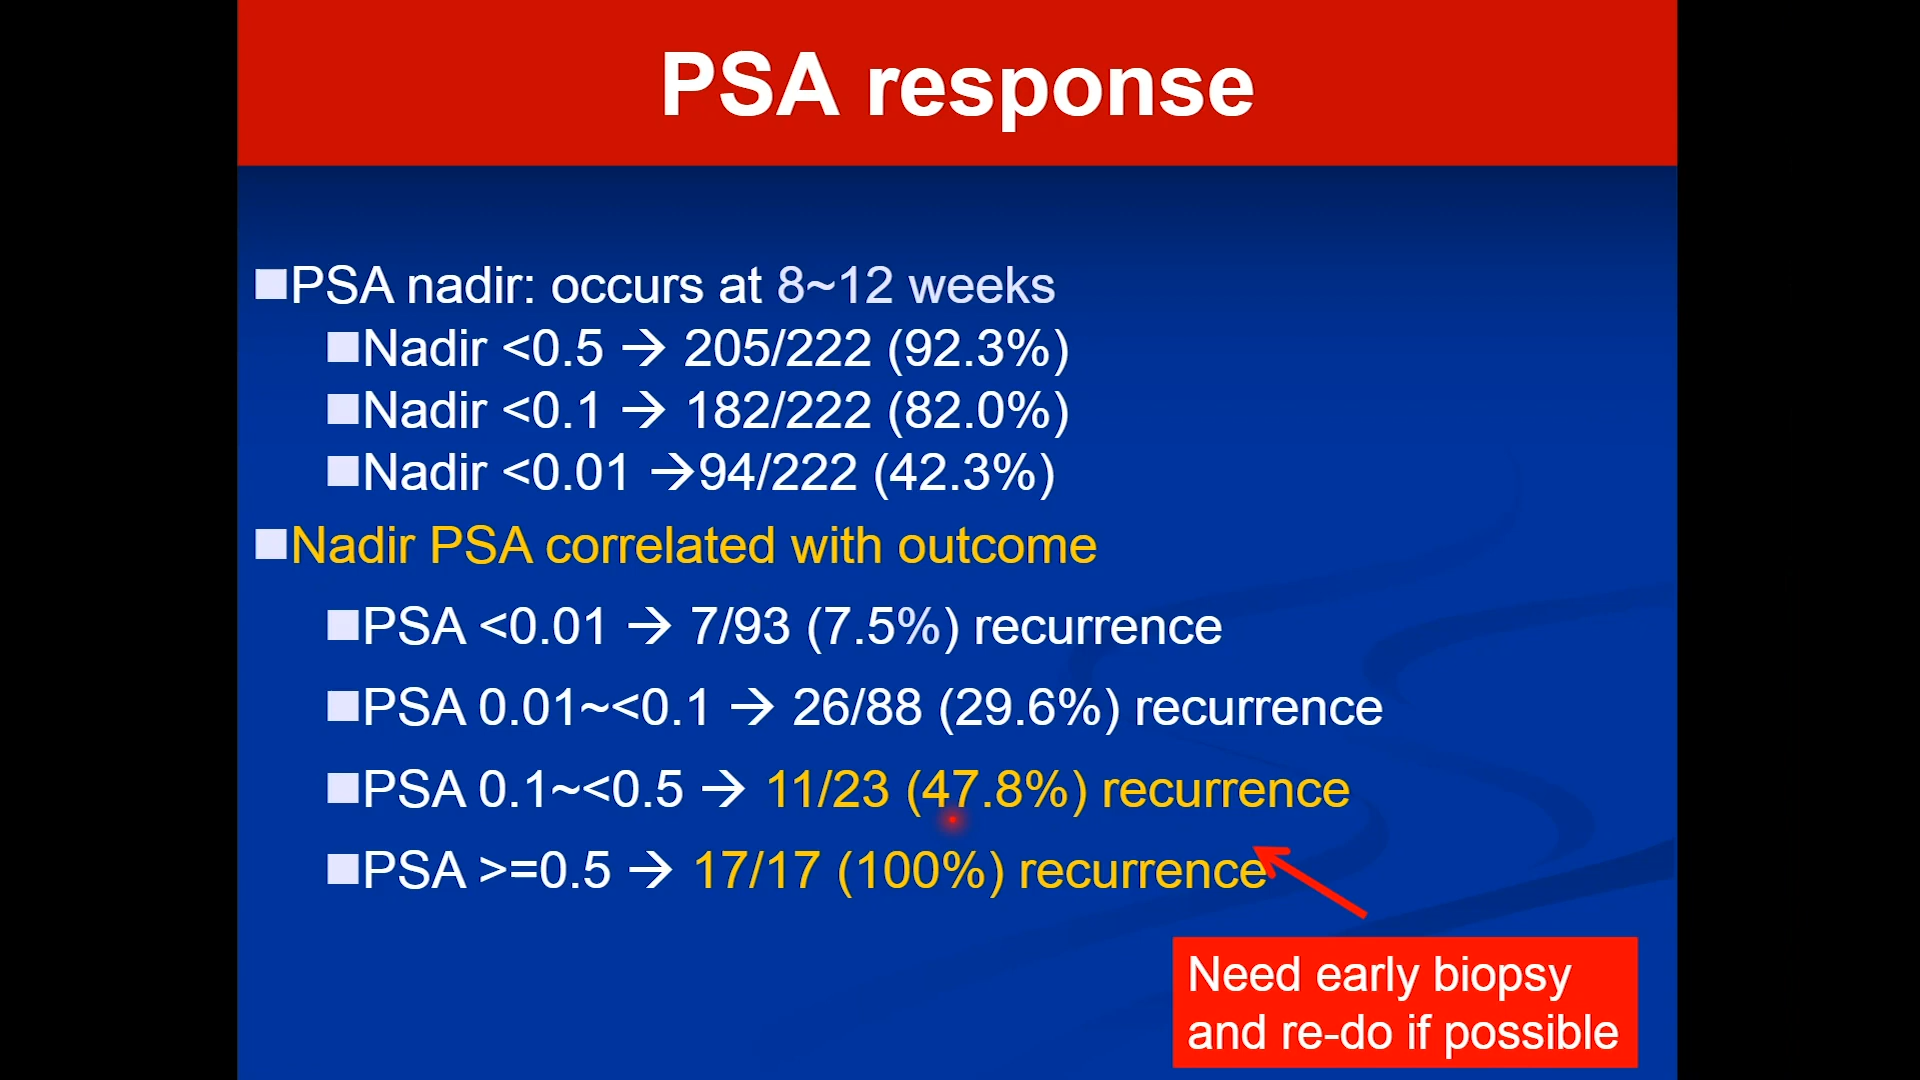 PSA response
PSA nadir: occurs at 8~12 weeks
Nadir <0.5 → 205/222 (92.3%)
Nadir <0.1 → 182/222 (82.0%)
Nadir <0.01 →94/222 (42.3%)
Nadir PSA correlated with outcome
PSA <0.01 → 7/93 (7.5%) recurrence
PSA 0.01~<0.1 → 26/88 (29.6%) recurrence
PSA 0.1~<0.5 → 11/23 (47.8%) recurrence
PSA >=0.5 → 17/17 (100%) recurrence
Need early biopsy
and re-do if possible